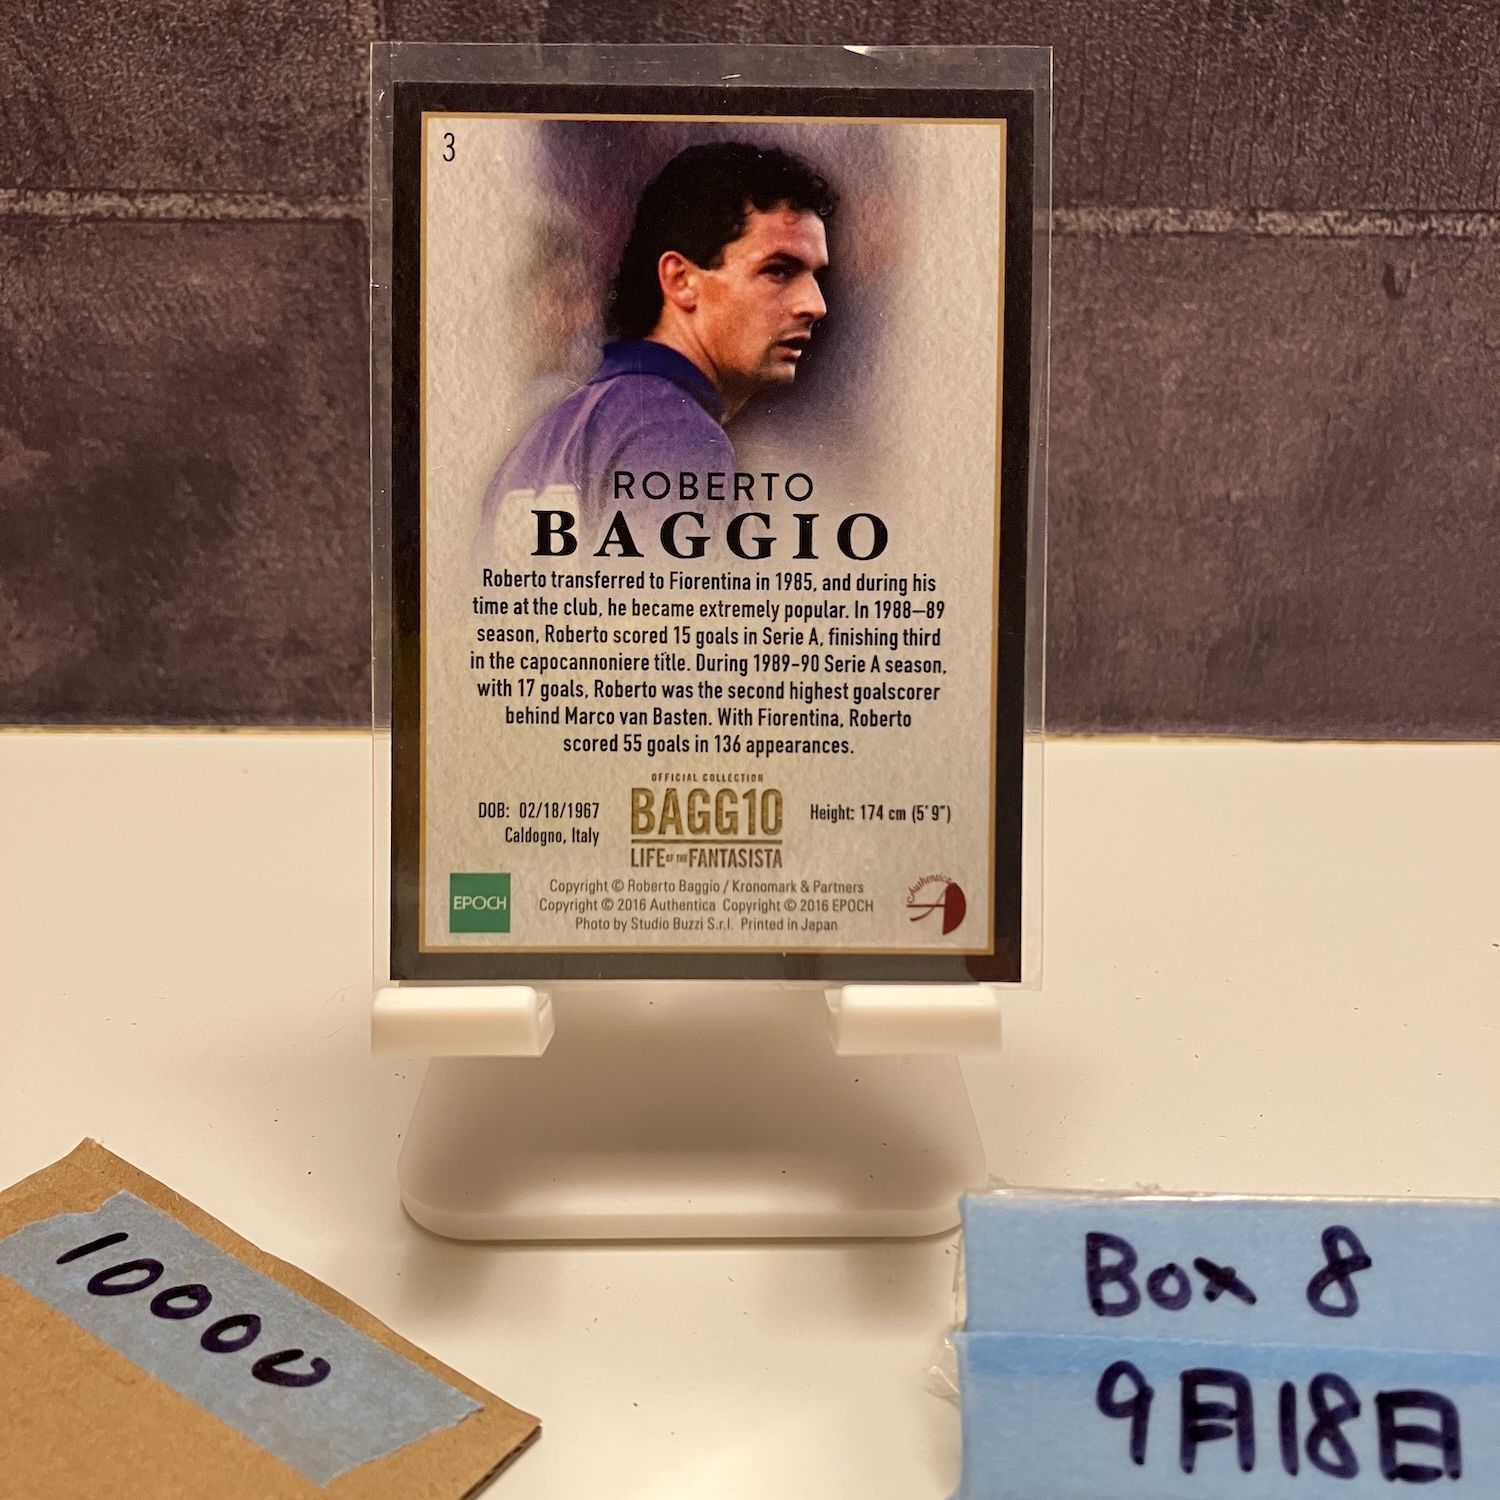 3
ROBERTO
BAGGIO
Roberto transferred to Fiorentina in 1985, and during his
time at the club, he became extremely popular. In 1988–89
season, Roberto scored 15 goals in Serie A, finishing third
in the capocannoniere title. During 1989-90 Serie A season,
with 17 goals, Roberto was the second highest goalscorer
behind Marco van Basten. With Fiorentina, Roberto
scored 55 goals in 136 appearances.
OFFICIAL COLLECTION
BAGG10
LIFE OF THE FANTASISTA
DOB: 02/18/1967
Caldogno, Italy
Height: 174 cm (5'9")
EPOCH
Copyright © Roberto Baggio / Kronomark & Partners
Copyright © 2016 Authentica Copyright © 2016 EPOCH
Photo by Studio Buzzi S.r.l. Printed in Japan
Authentica
10000
Box 8
9月18日